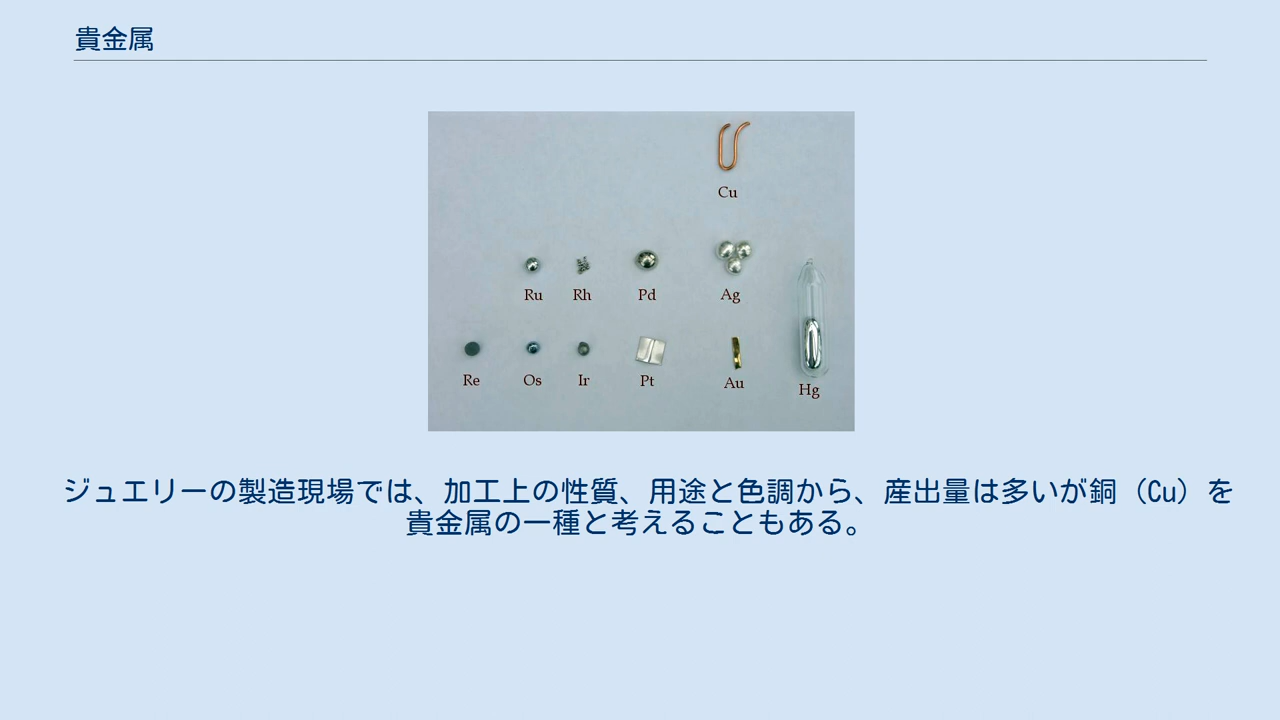 貴金属
Cu
Ru Rh Pd Ag
Re Os Ir Pt Au Hg
ジュエリーの製造現場では、加工上の性質、用途と色調から、産出量は多いが銅（Cu）を
貴金属の一種と考えることもある。